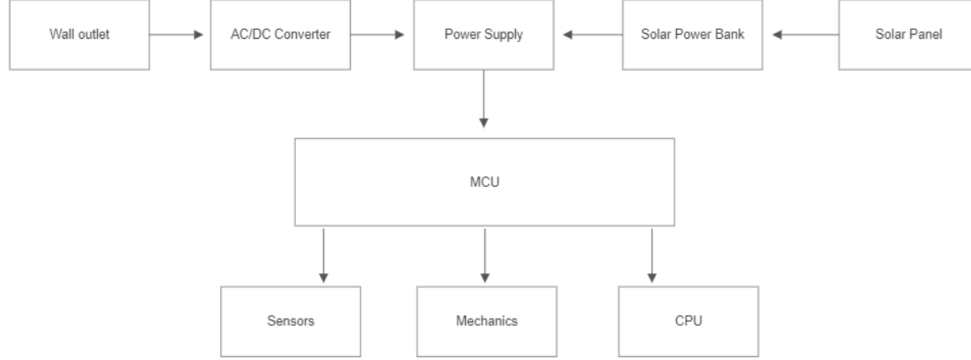 Wall outlet
AC/DC Converter
Power Supply
Solar Power Bank
Solar Panel
MCU
Sensors
Mechanics
CPU